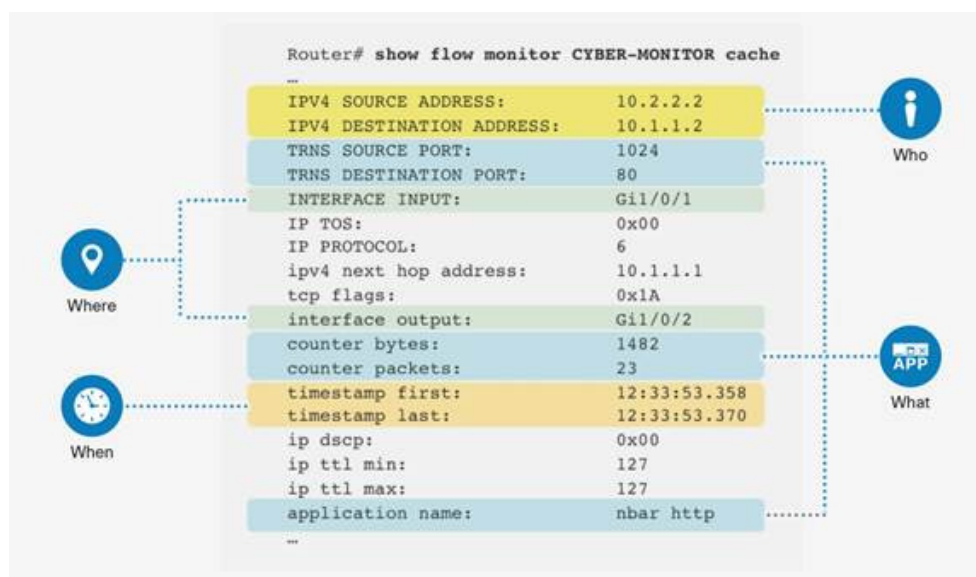 Router# show flow monitor CYBER-MONITOR cache
…
IPV4 SOURCE ADDRESS: 10.2.2.2
IPV4 DESTINATION ADDRESS: 10.1.1.2
TRNS SOURCE PORT: 1024
TRNS DESTINATION PORT: 80
INTERFACE INPUT: Gi1/0/1
IP TOS: 0x00
IP PROTOCOL: 6
ipv4 next hop address: 10.1.1.1
tcp flags: 0x1A
interface output: Gi1/0/2
counter bytes: 1482
counter packets: 23
timestamp first: 12:33:53.358
timestamp last: 12:33:53.370
ip dscp: 0x00
ip ttl min: 127
ip ttl max: 127
application name: nbar http
…
Where
When
Who
APP
What